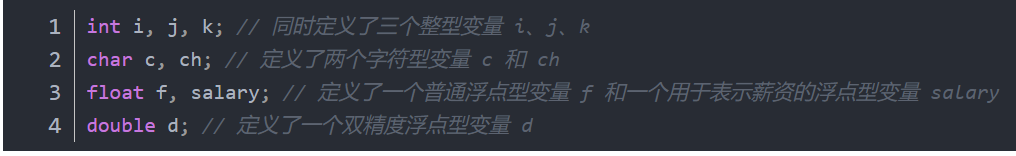 1 int i, j, k; // 同时定义了三个整型变量 i、j、k
2 char c, ch; // 定义了两个字符型变量 c 和 ch
3 float f, salary; // 定义了一个普通浮点型变量 f 和一个用于表示薪资的浮点型变量 salary
4 double d; // 定义了一个双精度浮点型变量 d